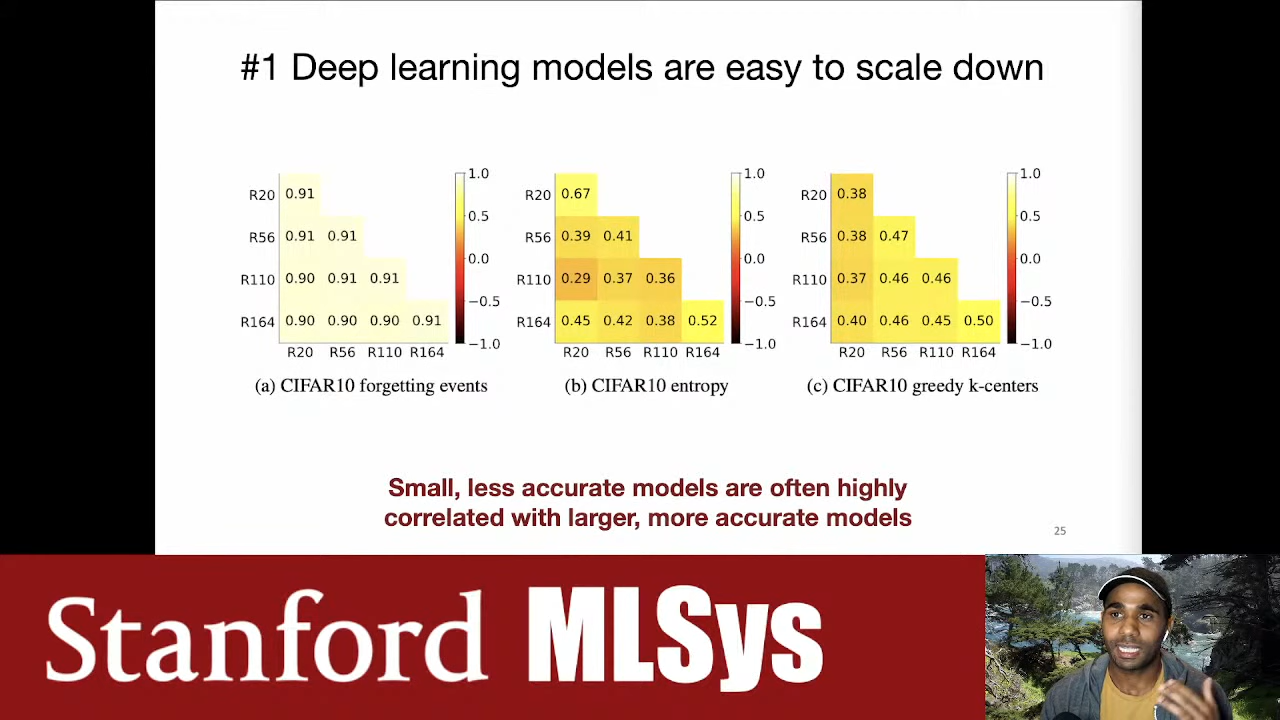 #1 Deep learning models are easy to scale down
R20 0.91
R56 0.91 0.91
R110 0.90 0.91 0.91
R164 0.90 0.90 0.90 0.91
R20 R56 R110 R164
1.0
0.5
0.0
−0.5
−1.0
(a) CIFAR10 forgetting events
R20 0.67
R56 0.39 0.41
R110 0.29 0.37 0.36
R164 0.45 0.42 0.38 0.52
R20 R56 R110 R164
1.0
0.5
0.0
−0.5
−1.0
(b) CIFAR10 entropy
R20 0.38
R56 0.38 0.47
R110 0.37 0.46 0.46
R164 0.40 0.46 0.45 0.50
R20 R56 R110 R164
1.0
0.5
0.0
−0.5
−1.0
(c) CIFAR10 greedy k-centers
Small, less accurate models are often highly
correlated with larger, more accurate models
25
Stanford MLSys